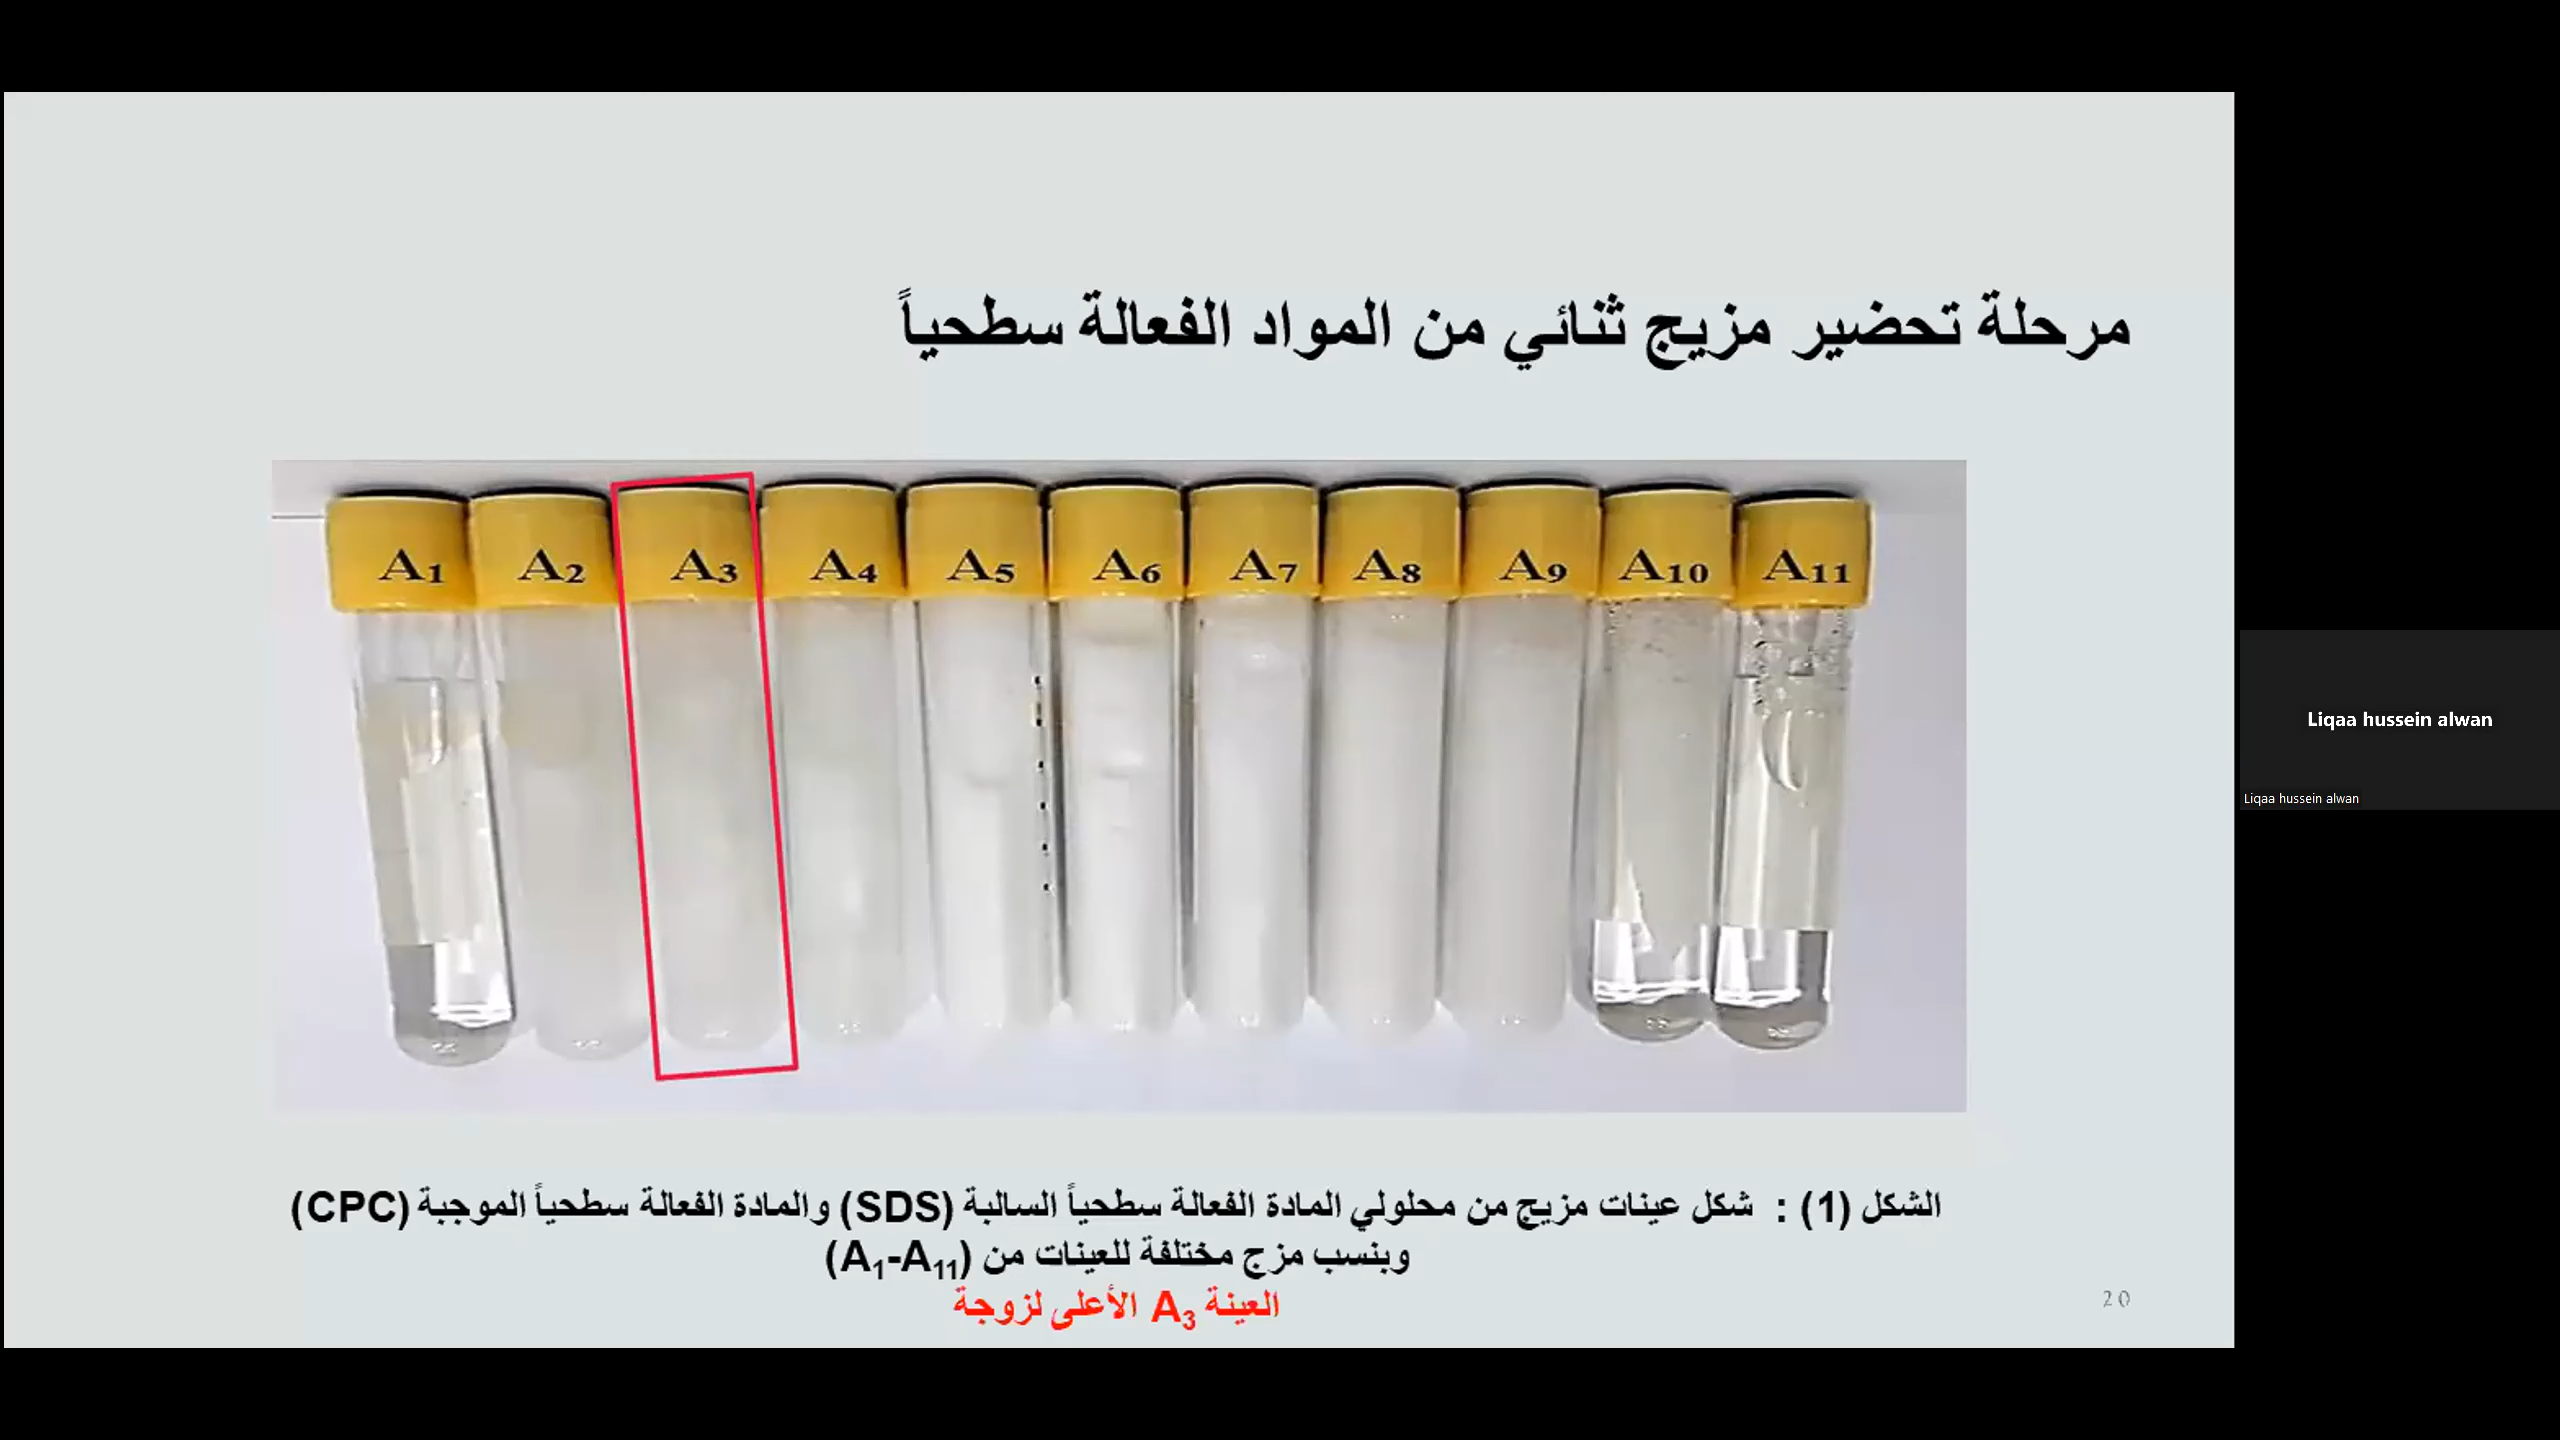 مرحلة تحضير مزيج ثنائي من المواد الفعالة سطحياً
A1 A2 A3 A4 A5 A6 A7 A8 A9 A10 A11
الشكل (1) : شكل عينات مزيج من محلولي المادة الفعالة سطحياً السالبة (SDS) والمادة الفعالة سطحياً الموجبة (CPC)
وبنسب مزج مختلفة للعينات من (A1-A11)
العينة A3 الأعلى لزوجة
20
Liqaa hussein alwan
Liqaa hussein alwan